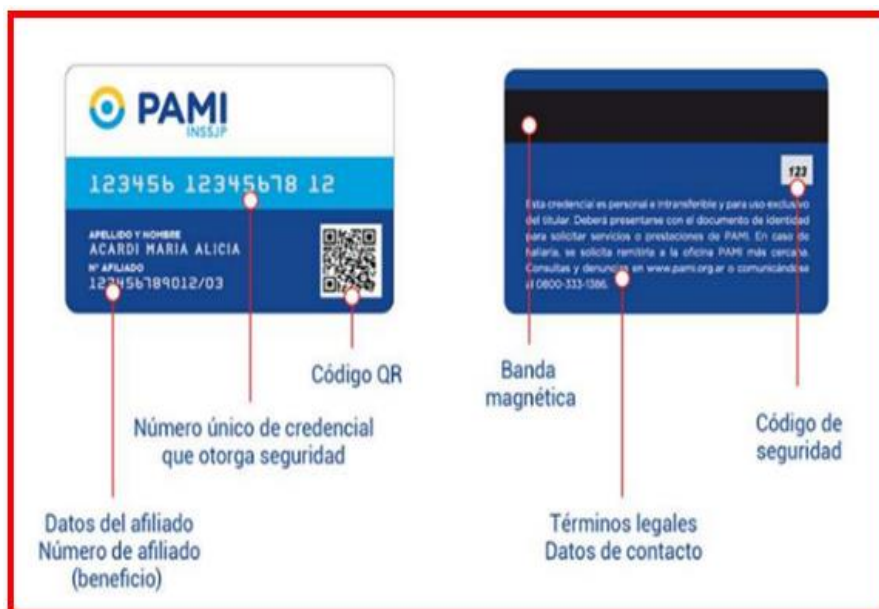 PAMI
INSSJP
123456 12345678 12
APELLIDO Y NOMBRE
ACARDI MARIA ALICIA
Nº AFILIADO
123456789012/03
Código QR
Número único de credencial
que otorga seguridad
Datos del afiliado
Número de afiliado
(beneficio)
123
Esta credencial es personal e intransferible y para uso exclusivo
del titular. Deberá presentarse con el documento de identidad
para solicitar servicios o prestaciones de PAMI. En caso de
hallarla, se solicita remitirla a la oficina PAMI más cercana.
Consultas y denuncias en www.pami.org.ar o comunicándose
al 0800-333-1386.
Banda
magnética
Código de
seguridad
Términos legales
Datos de contacto